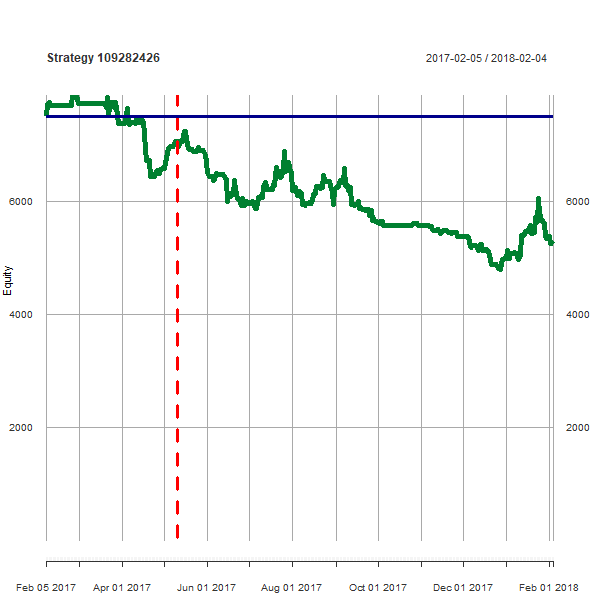 Strategy 109282426
2017-02-05 / 2018-02-04
6000
6000
Equity
4000
4000
2000
2000
Feb 05 2017
Apr 01 2017
Jun 01 2017
Aug 01 2017
Oct 01 2017
Dec 01 2017
Feb 01 2018